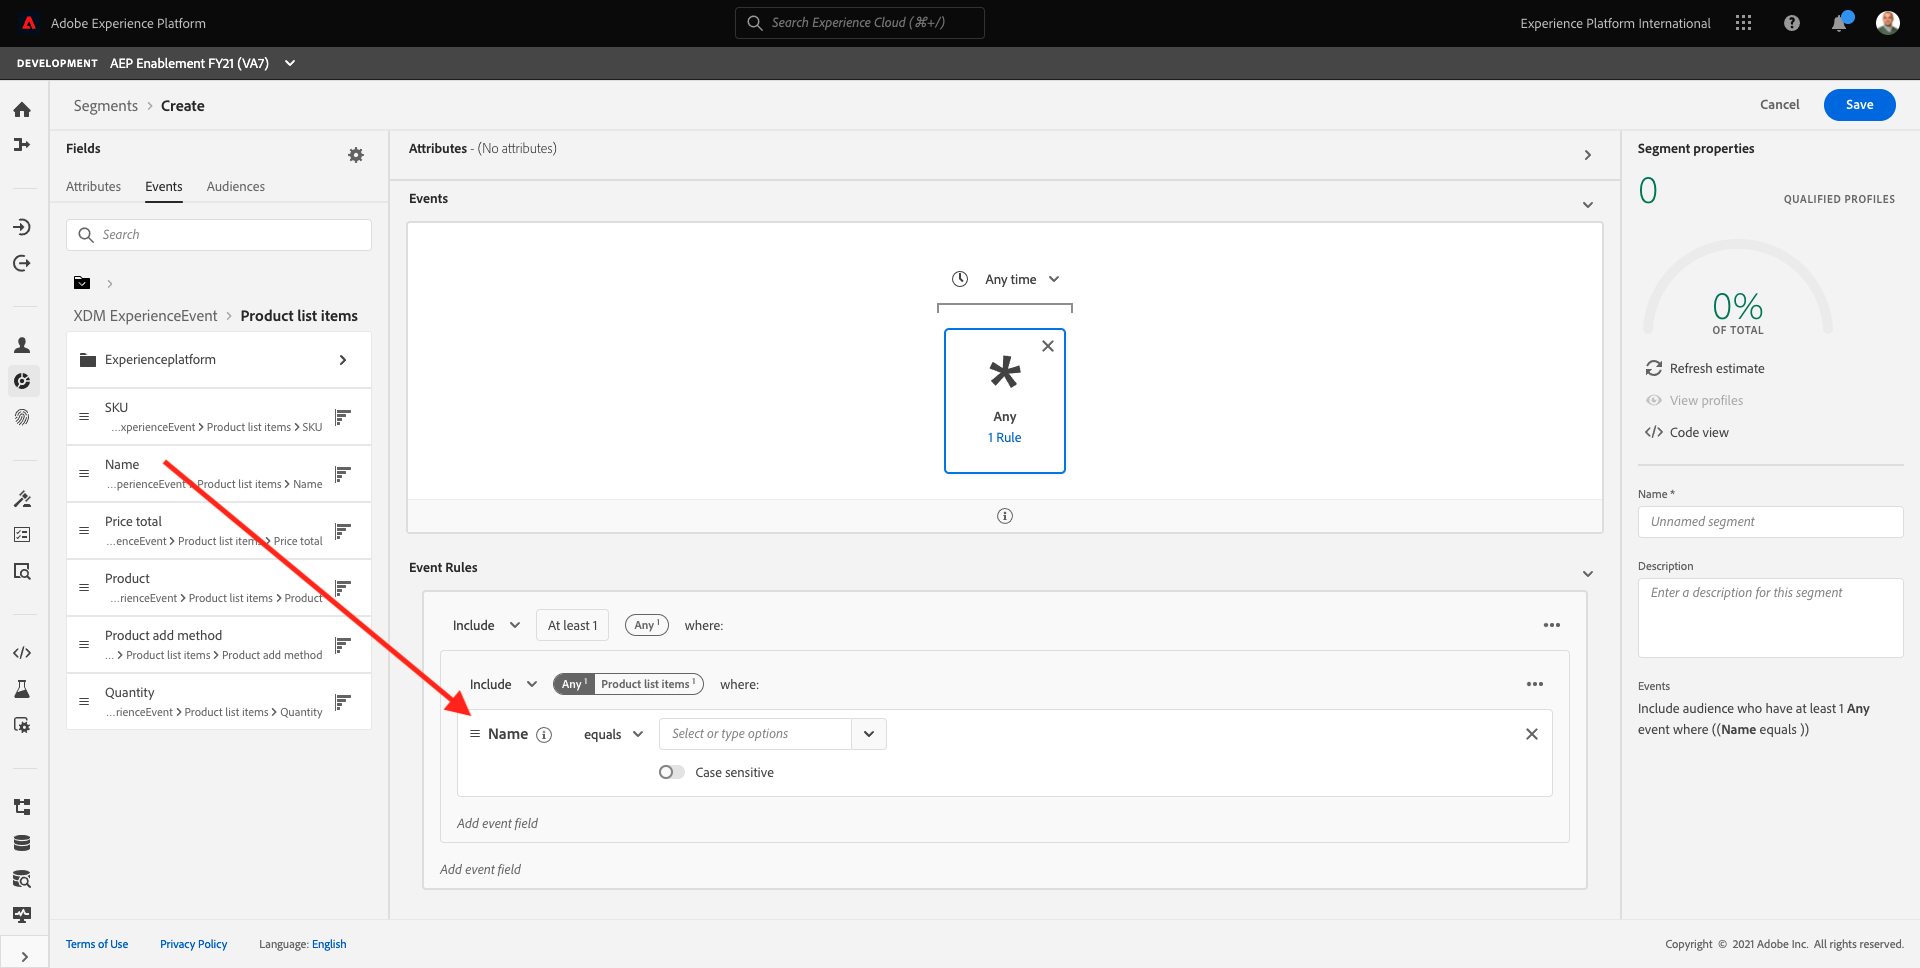 Adobe Experience Platform
Search Experience Cloud (⌘+/)
Experience Platform International
DEVELOPMENT AEP Enablement FY21 (VA7)
Segments > Create
Cancel
Save
Fields
Attributes Events Audiences
Search
XDM ExperienceEvent > Product list items
Experienceplatform
SKU
...xperienceEvent > Product list items > SKU
Name
...perienceEvent > Product list items > Name
Price total
...enceEvent > Product list items > Price total
Product
...rienceEvent > Product list items > Product
Product add method
... > Product list items > Product add method
Quantity
...rienceEvent > Product list items > Quantity
Attributes - (No attributes)
Events
Any time
Any
1 Rule
Event Rules
Include At least 1 Any 1 where:
Include Any 1 Product list items 1 where:
Name equals Select or type options
Case sensitive
Add event field
Add event field
Segment properties
0
QUALIFIED PROFILES
0%
OF TOTAL
Refresh estimate
View profiles
</> Code view
Name *
Unnamed segment
Description
Enter a description for this segment
Events
Include audience who have at least 1 Any
event where ((Name equals ))
Terms of Use Privacy Policy Language: English
Copyright © 2021 Adobe Inc. All rights reserved.